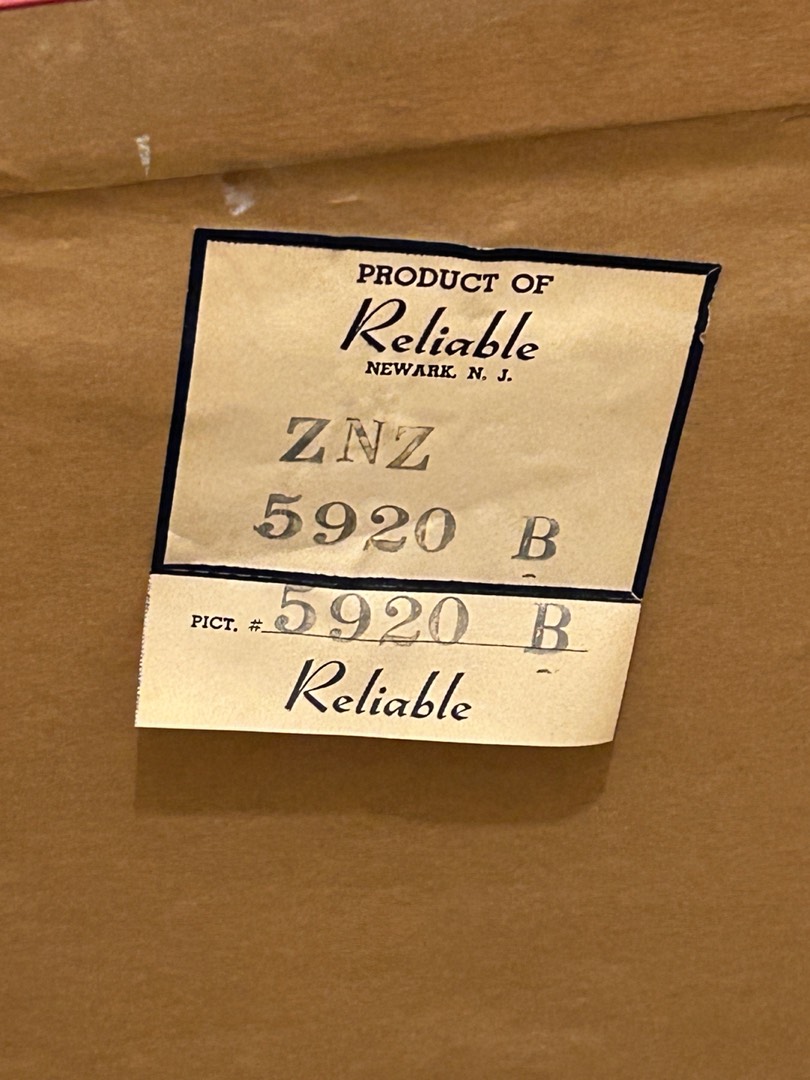 PRODUCT OF
Reliable
NEWARK, N. J.
ZNZ
5920 B
PICT. # 5920 B
Reliable